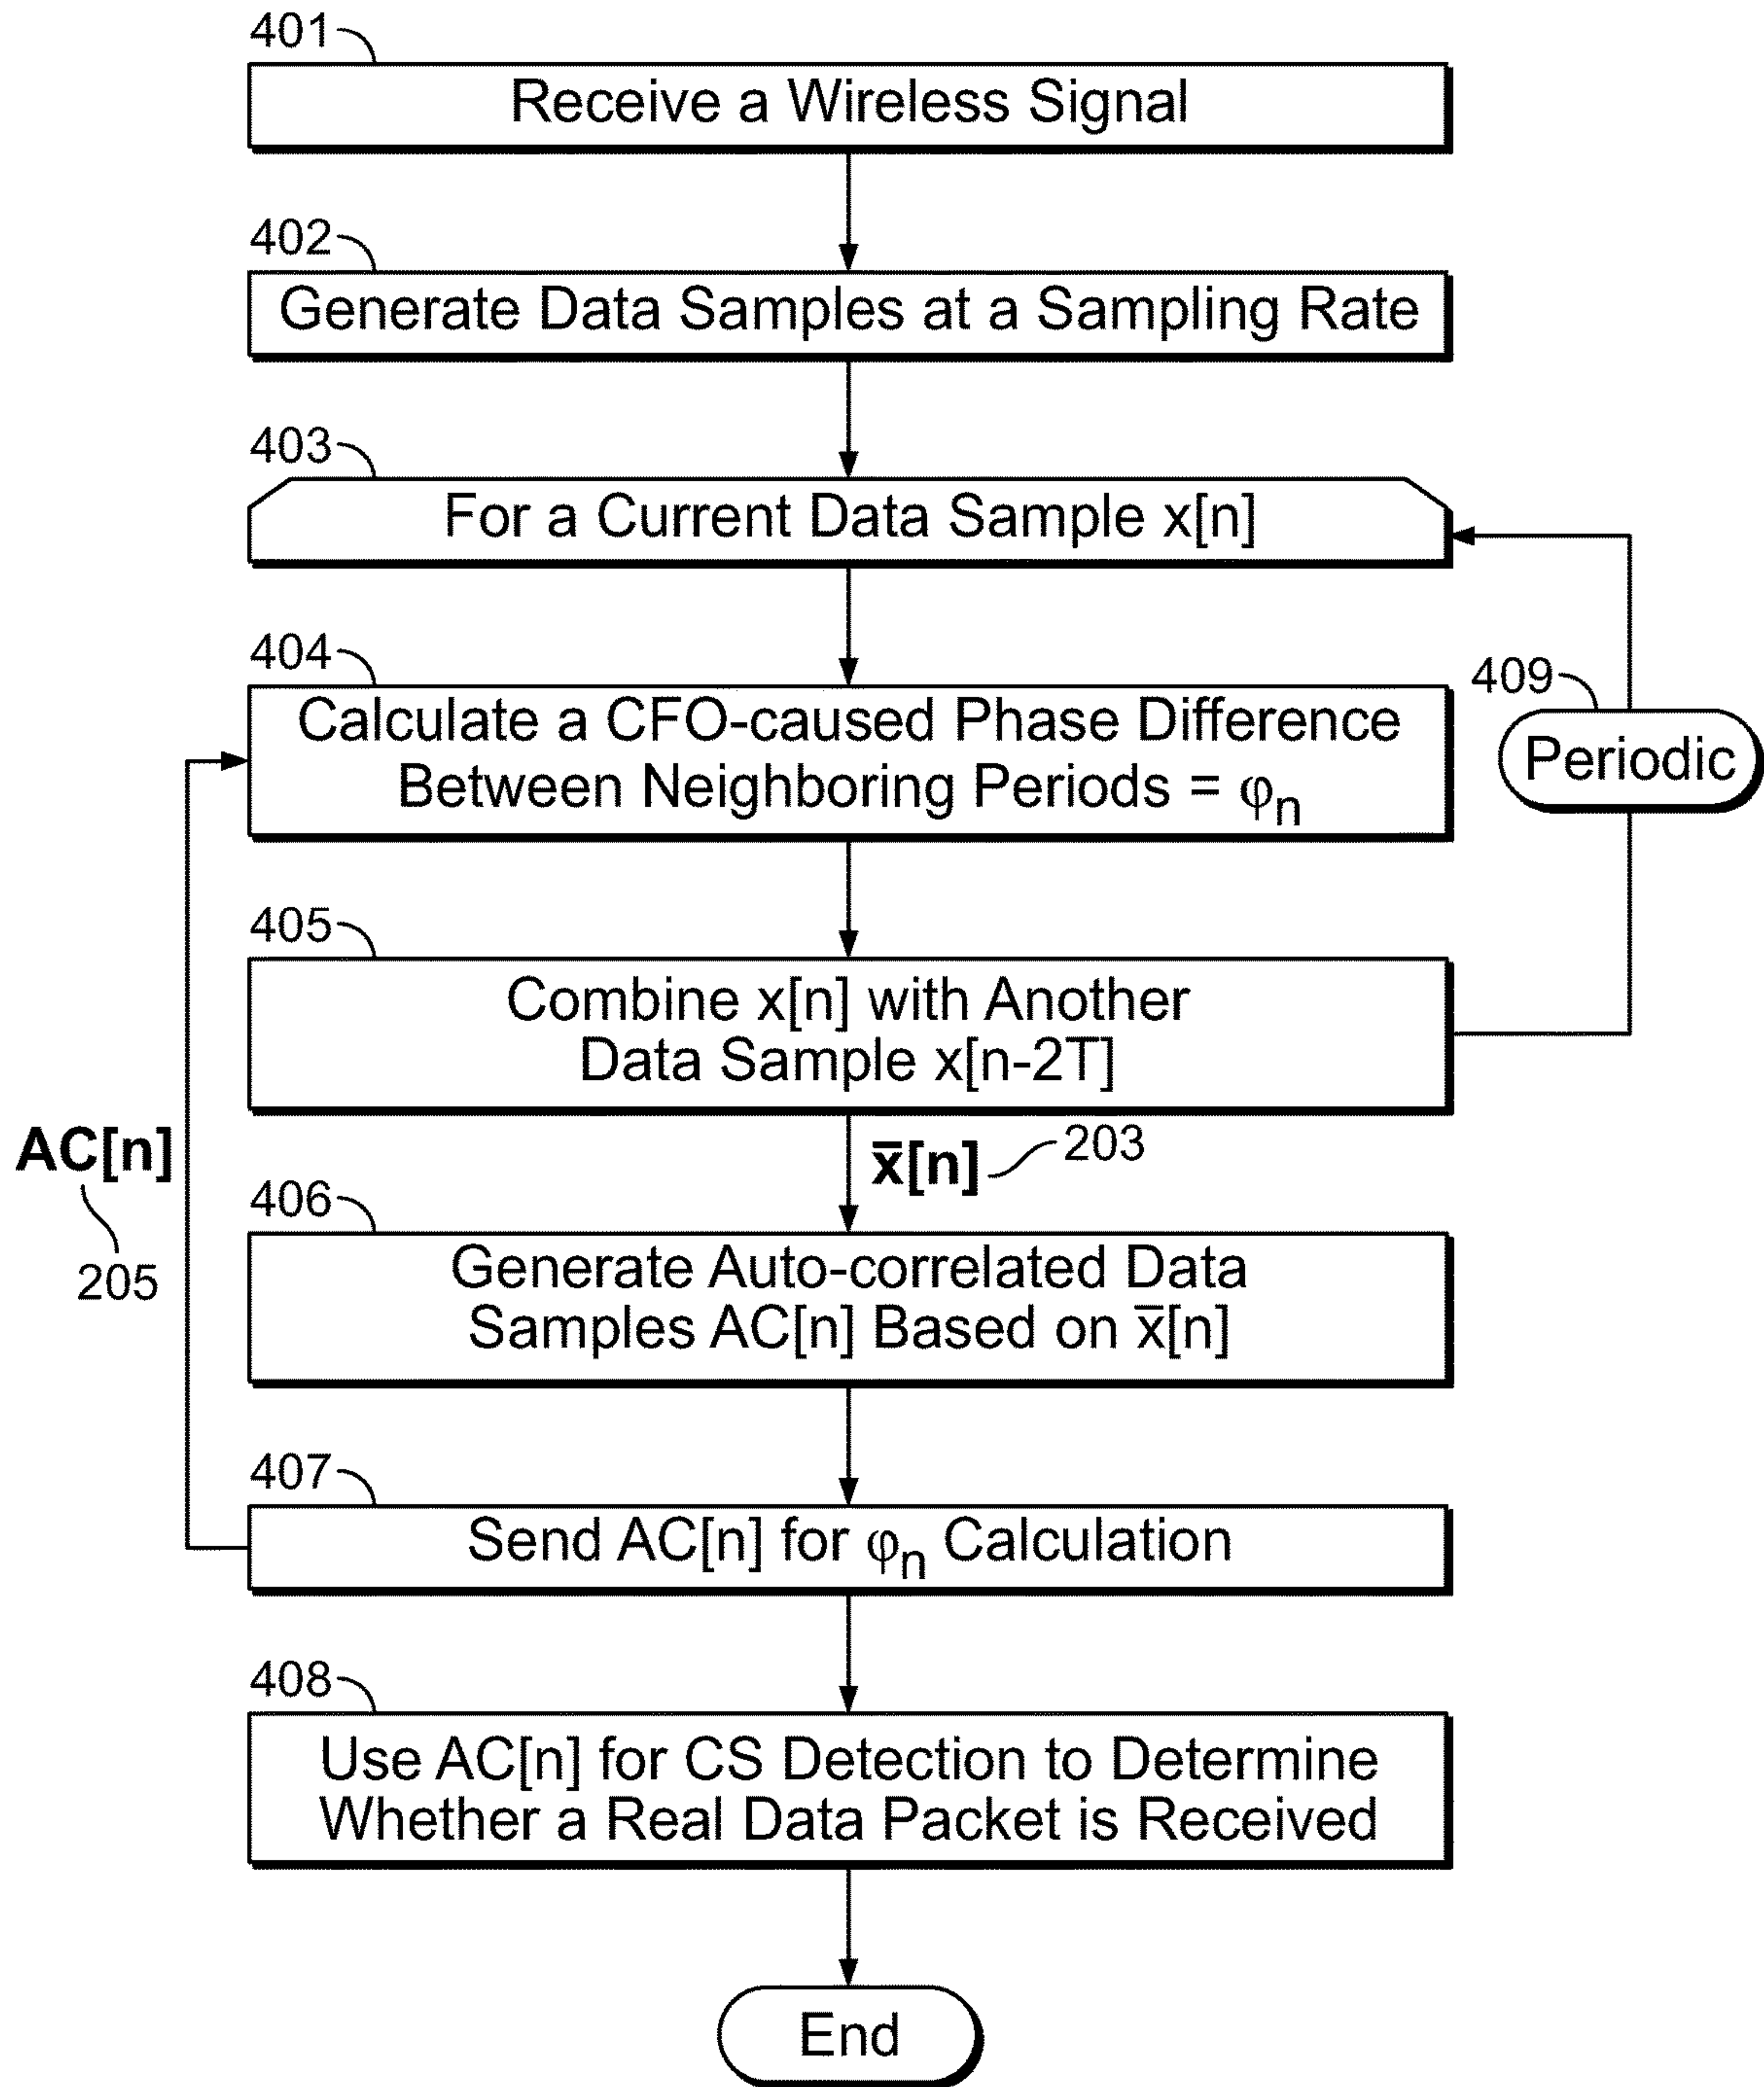 401
Receive a Wireless Signal
402
Generate Data Samples at a Sampling Rate
403
For a Current Data Sample x[n]
404
Calculate a CFO-caused Phase Difference
Between Neighboring Periods = φn
409
Periodic
405
Combine x[n] with Another
Data Sample x[n-2T]
AC[n]
205
x̄[n]
203
406
Generate Auto-correlated Data
Samples AC[n] Based on x̄[n]
407
Send AC[n] for φn Calculation
408
Use AC[n] for CS Detection to Determine
Whether a Real Data Packet is Received
End